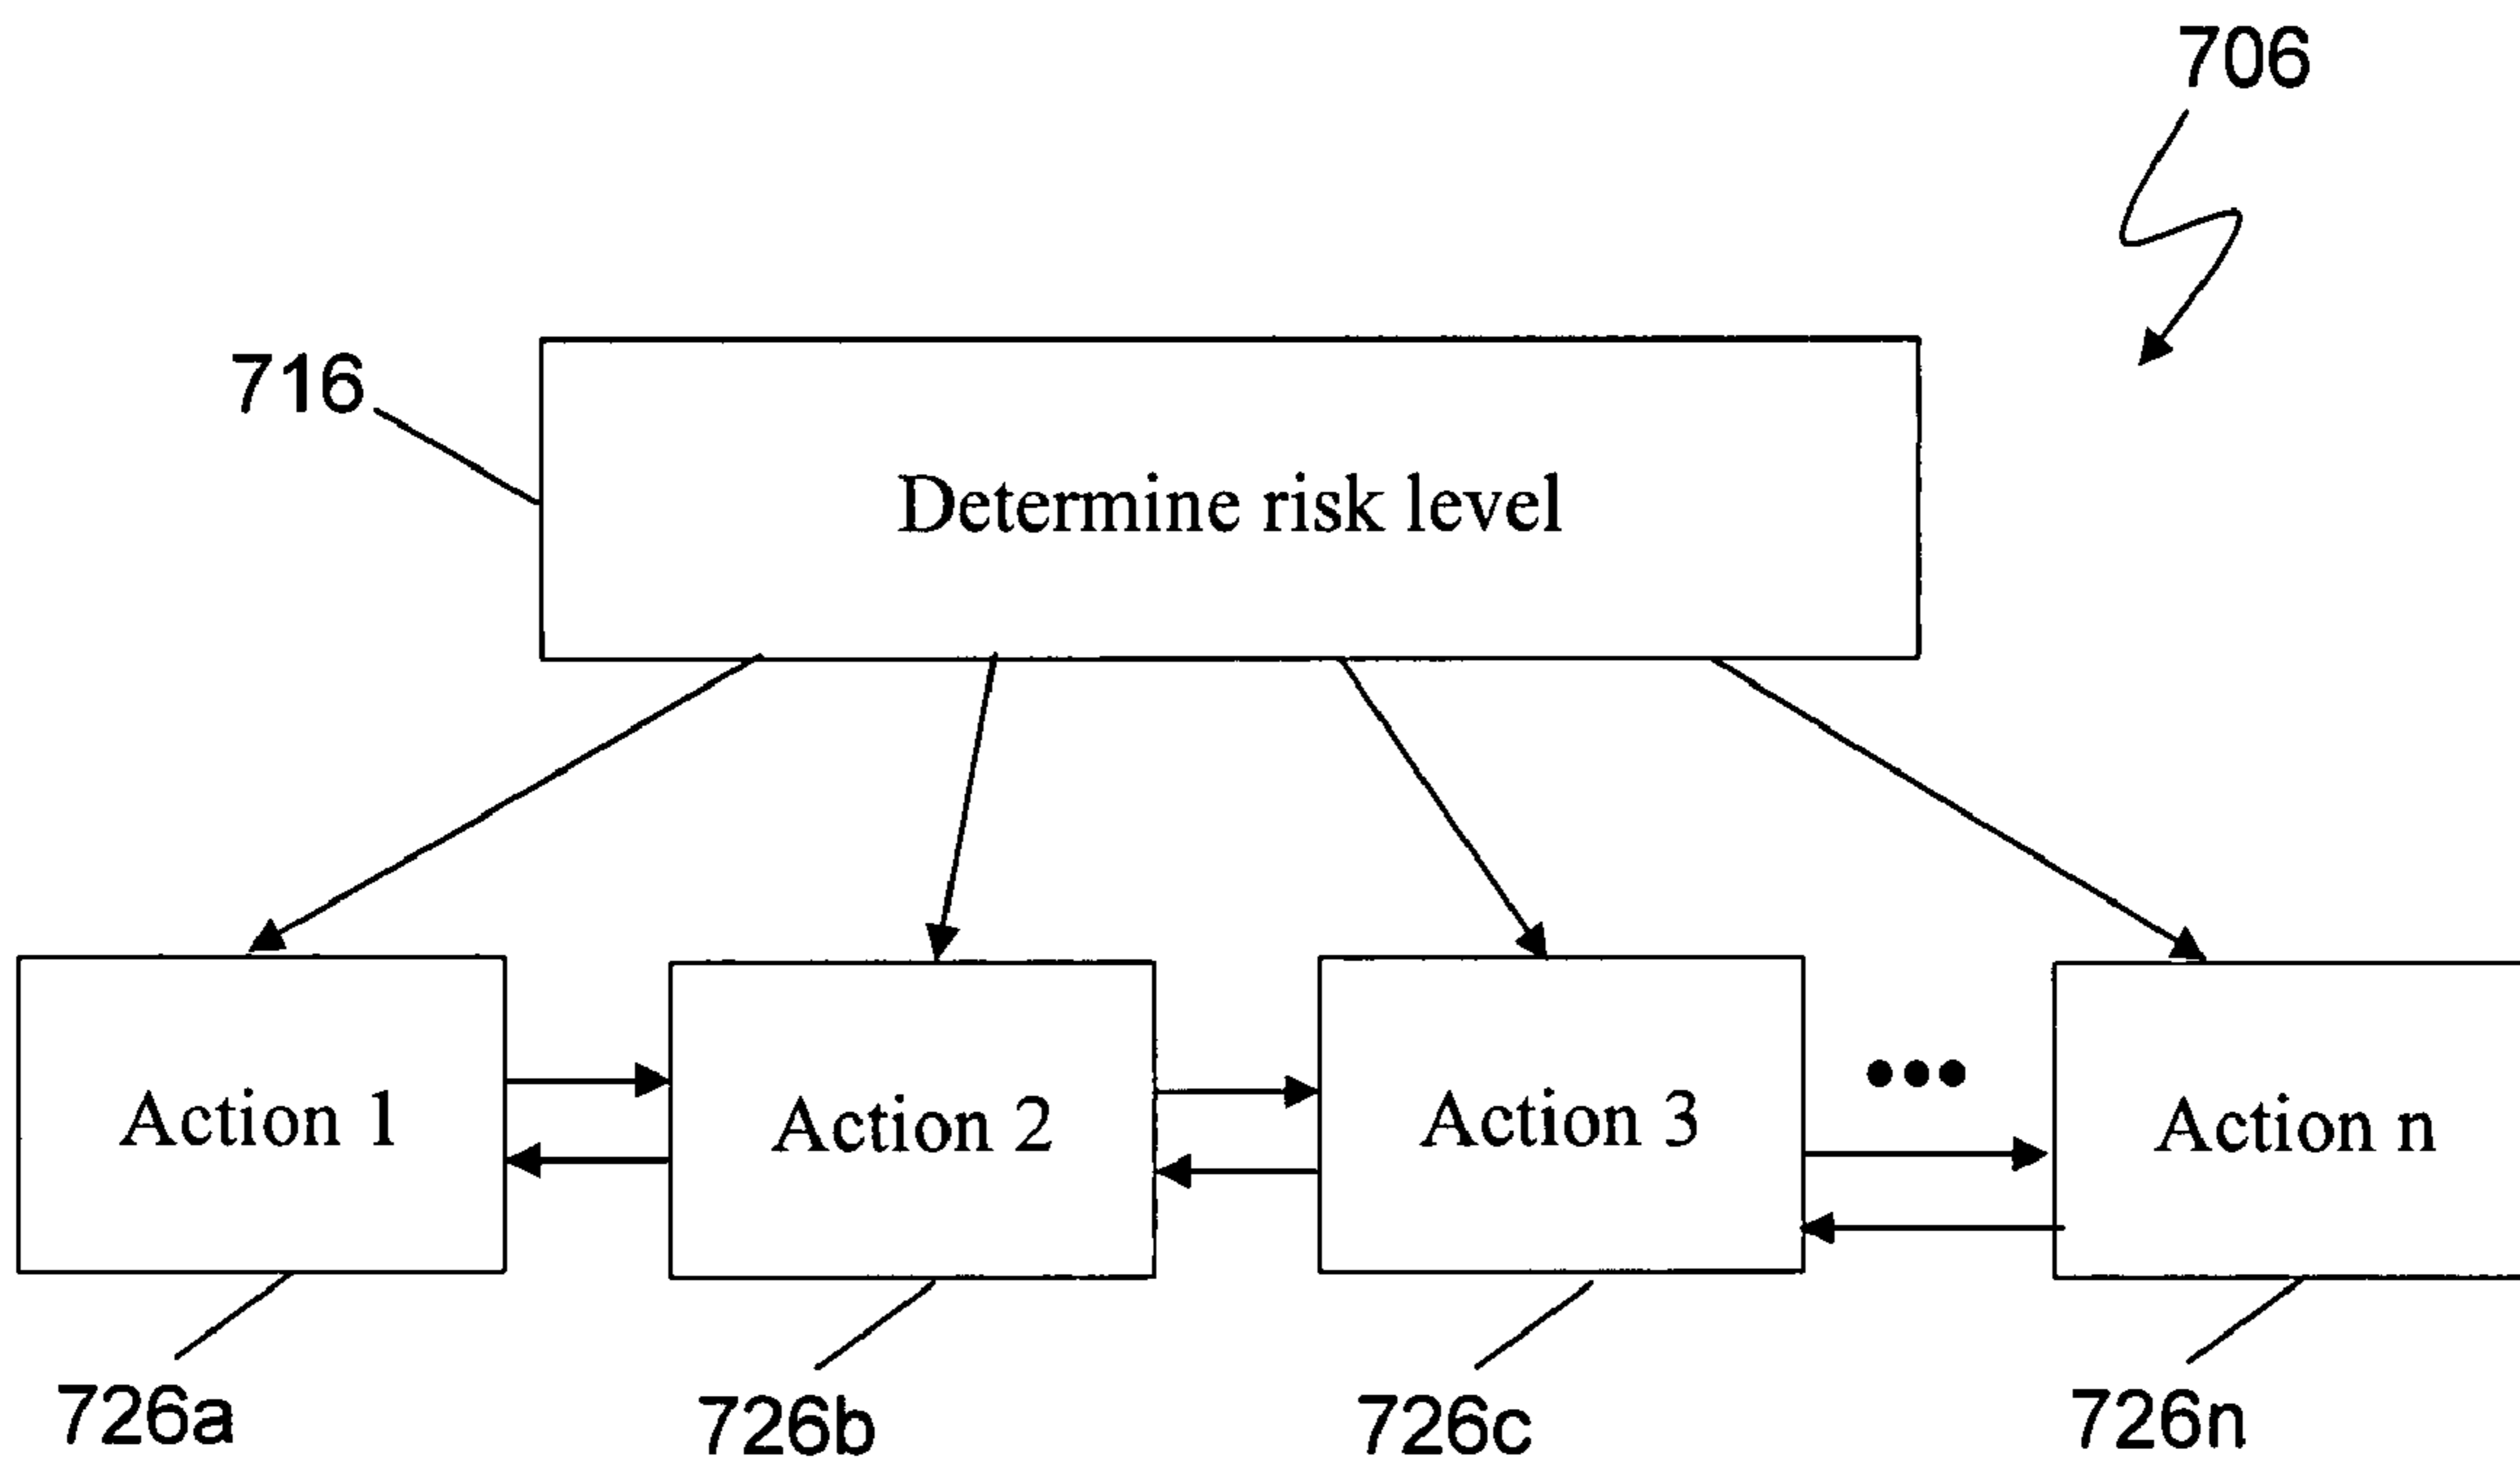 706
716
Determine risk level
Action 1
Action 2
Action 3
Action n
726a
726b
726c
726n